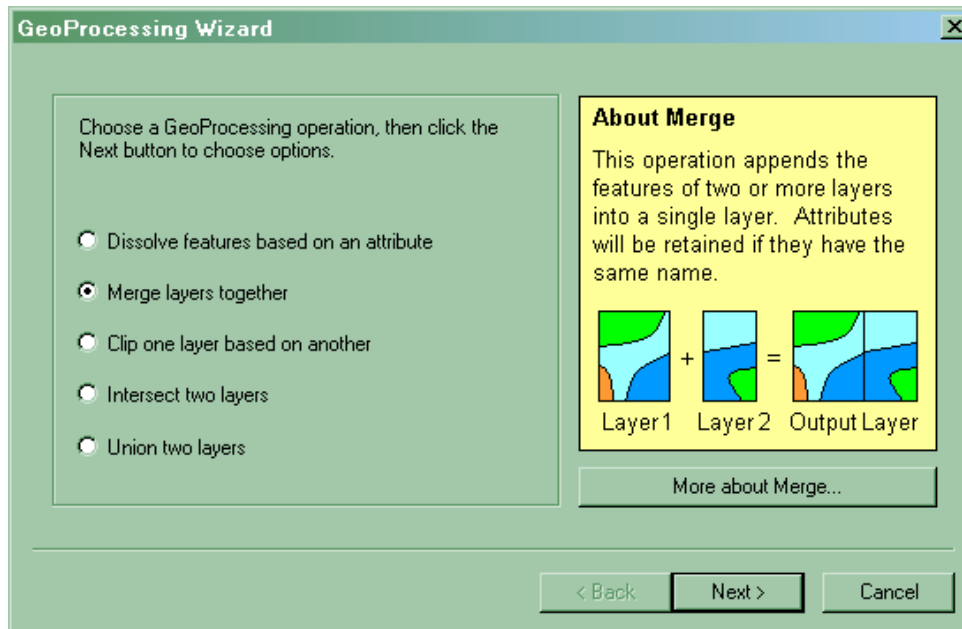 GeoProcessing Wizard
Choose a GeoProcessing operation, then click the
Next button to choose options.
Dissolve features based on an attribute
Merge layers together
Clip one layer based on another
Intersect two layers
Union two layers
About Merge
This operation appends the
features of two or more layers
into a single layer.  Attributes
will be retained if they have the
same name.
+ =
Layer 1 Layer 2 Output Layer
More about Merge...
< Back Next > Cancel